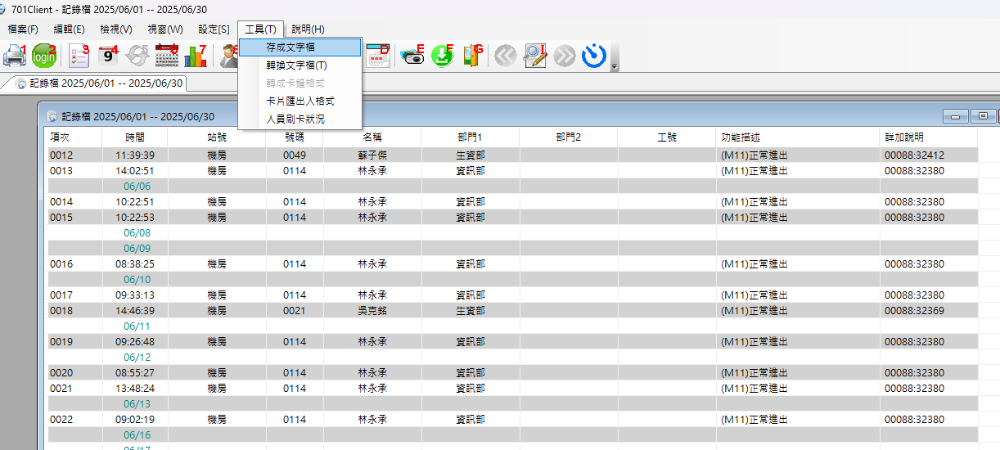 701Client - 記錄檔 2025/06/01 -- 2025/06/30
檔案(F) 編輯(E) 檢視(V) 視窗(W) 設定[S] 工具(T) 說明(H)
1 2 login 3 9 4 5 6 7 D E F G
存成文字檔
轉換文字檔(T)
轉成卡鐘格式
卡片匯出入格式
人員刷卡狀況
記錄檔 2025/06/01 -- 2025/06/30
記錄檔 2025/06/01 -- 2025/06/30
項次 時間 站號 號碼 名稱 部門1 部門2 工號 功能描述 詳加說明
0012 11:39:39 機房 0049 蘇子傑 生資部 (M11)正常進出 00088:32412
0013 14:02:51 機房 0114 林永承 資訊部 (M11)正常進出 00088:32380
06/06
0014 10:22:51 機房 0114 林永承 資訊部 (M11)正常進出 00088:32380
0015 10:22:53 機房 0114 林永承 資訊部 (M11)正常進出 00088:32380
06/08
06/09
0016 08:38:25 機房 0114 林永承 資訊部 (M11)正常進出 00088:32380
06/10
0017 09:33:13 機房 0114 林永承 資訊部 (M11)正常進出 00088:32380
0018 14:46:39 機房 0021 吳克銘 生資部 (M11)正常進出 00088:32369
06/11
0019 09:26:48 機房 0114 林永承 資訊部 (M11)正常進出 00088:32380
06/12
0020 08:55:27 機房 0114 林永承 資訊部 (M11)正常進出 00088:32380
0021 13:48:24 機房 0114 林永承 資訊部 (M11)正常進出 00088:32380
06/13
0022 09:02:19 機房 0114 林永承 資訊部 (M11)正常進出 00088:32380
06/16
06/17